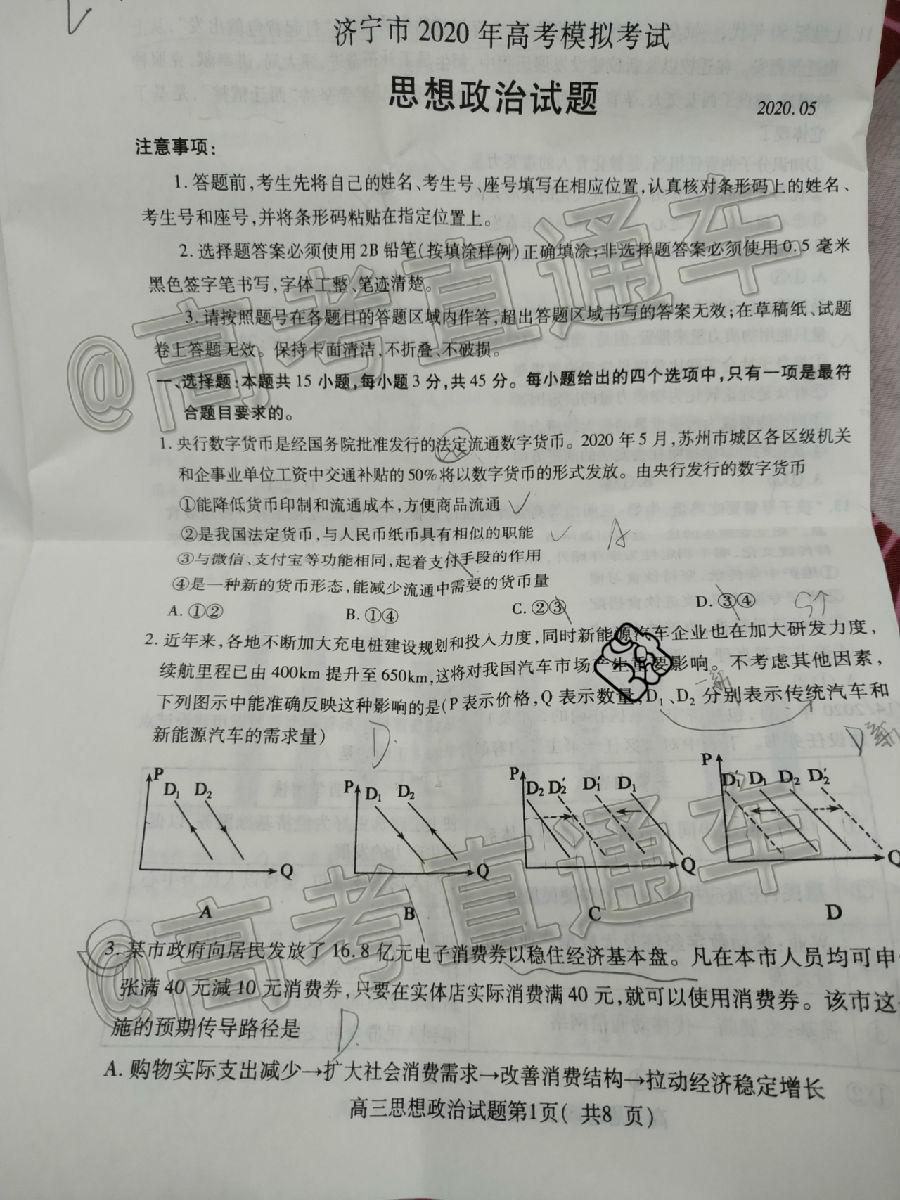 济宁市2020年高考模拟考试
思想政治试题
2020.05
注意事项：
1.答题前,考生先将自己的姓名、考生号、座号填写在相应位置,认真核对条形码上的姓名、
考生号和座号,并将条形码粘贴在指定位置上。
2.选择题答案必须使用2B铅笔(按填涂样例)正确填涂;非选择题答案必须使用0.5毫米
黑色签字笔书写,字体工整、笔迹清楚。
3.请按照题号在各题目的答题区域内作答,超出答题区域书写的答案无效;在草稿纸、试题
卷上答题无效。保持卡面清洁,不折叠、不破损。
一、选择题:本题共15小题,每小题3分,共45分。每小题给出的四个选项中,只有一项是最符
合题目要求的。
1.央行数字货币是经国务院批准发行的法定流通数字货币。2020年5月,苏州市城区各区级机关
和企事业单位工资中交通补贴的50%将以数字货币的形式发放。由央行发行的数字货币
①能降低货币印制和流通成本,方便商品流通
②是我国法定货币,与人民币纸币具有相似的职能
A
③与微信、支付宝等功能相同,起着支付手段的作用
④是一种新的货币形态,能减少流通中需要的货币量
A.①② B.①④ C.②③ D.③④
2.近年来,各地不断加大充电桩建设规划和投入力度,同时新能源汽车企业也在加大研发力度,
续航里程已由400km提升至650km,这将对我国汽车市场产生重要影响。不考虑其他因素,
下列图示中能准确反映这种影响的是(P表示价格,Q表示数量,D₁、D₂分别表示传统汽车和
新能源汽车的需求量)
D.
P D₁ D₂ Q
A
P D₁ D₂ Q
B
P D₂ D₂′ D₁′ D₁ Q
C
P D₁′ D₁ D₂ D₂′ Q
D
3.某市政府向居民发放了16.8亿元电子消费券以稳住经济基本盘。凡在本市人员均可申
张满40元减10元消费券,只要在实体店实际消费满40元,就可以使用消费券。该市这
施的预期传导路径是
D.
A.购物实际支出减少→扩大社会消费需求→改善消费结构→拉动经济稳定增长
高三思想政治试题第1页( 共8 页)
@高考直通车
@高考直通车